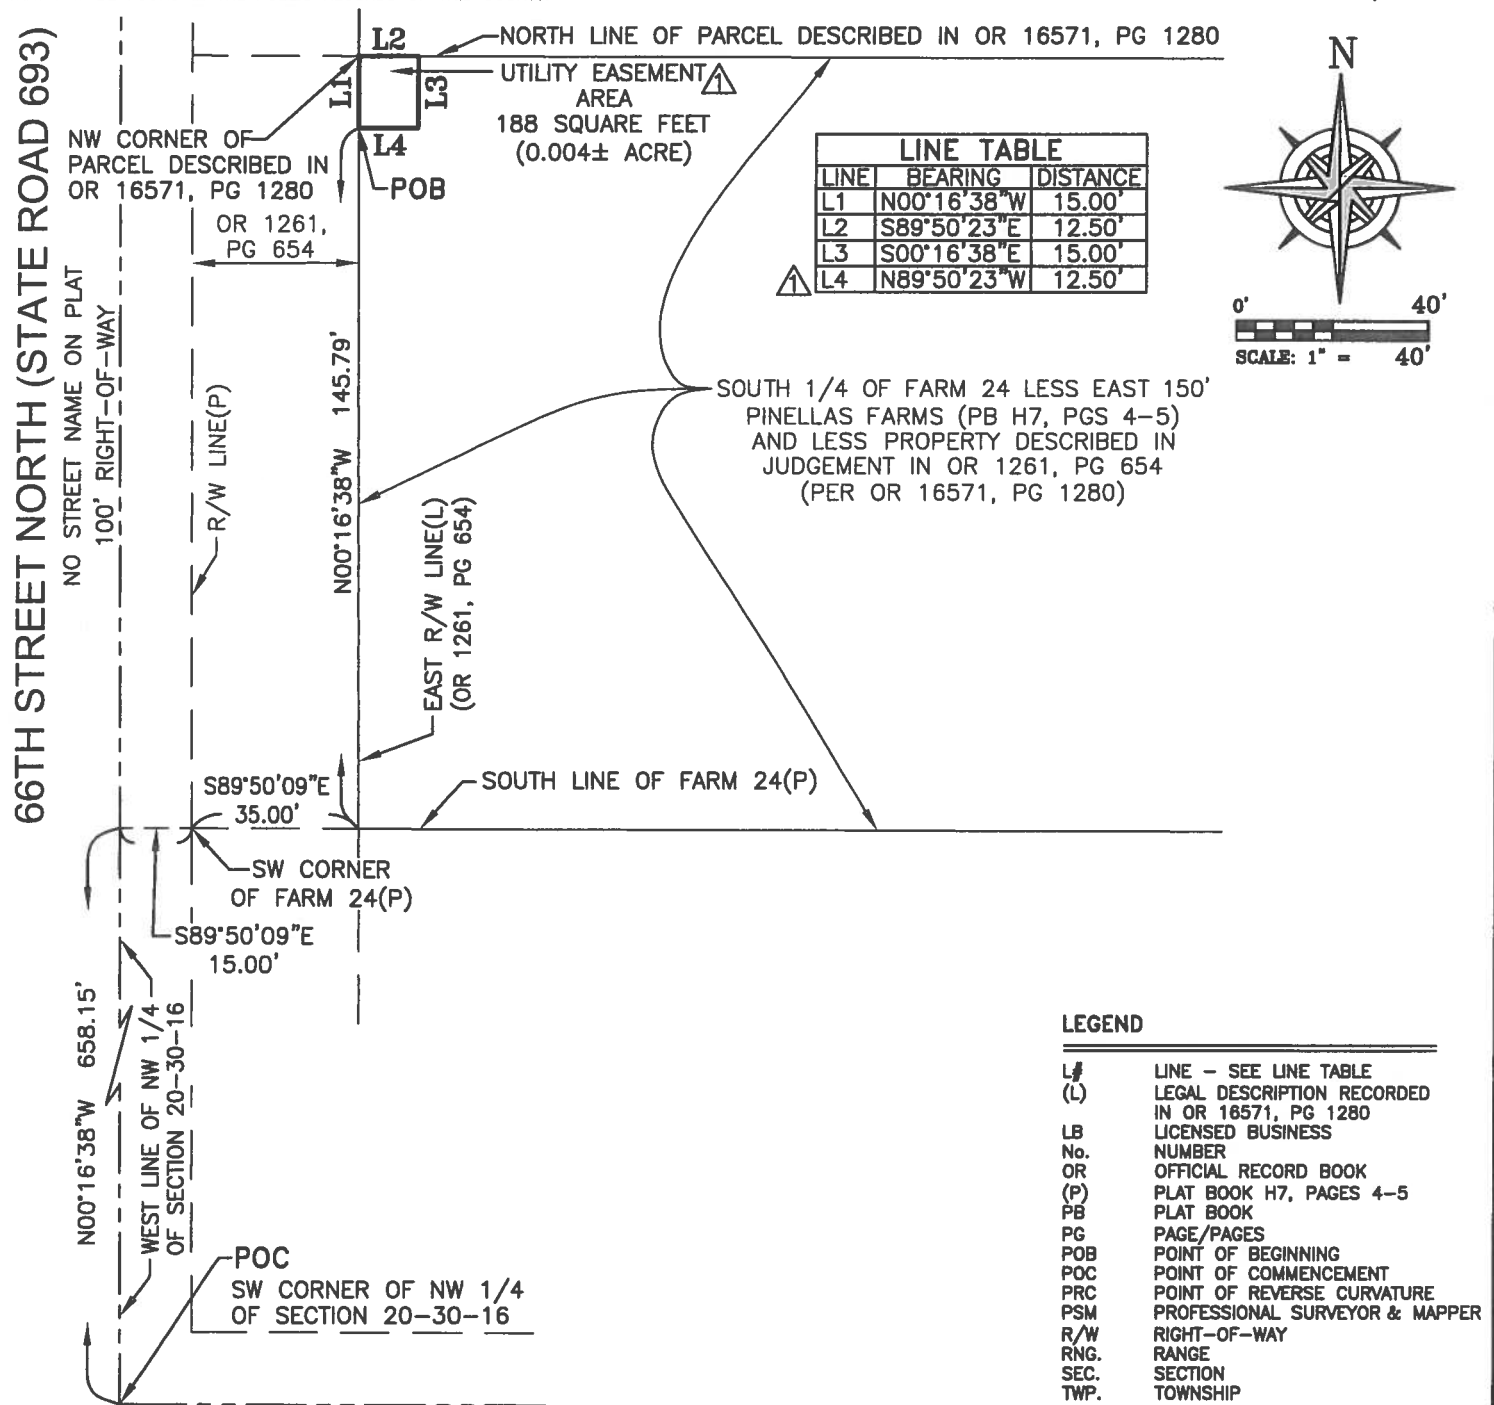 66TH STREET NORTH (STATE ROAD 693)
NO STREET NAME ON PLAT
100' RIGHT-OF-WAY
L2
L1
L3
L4
NORTH LINE OF PARCEL DESCRIBED IN OR 16571, PG 1280
UTILITY EASEMENT 1
AREA
188 SQUARE FEET
(0.004± ACRE)
NW CORNER OF
PARCEL DESCRIBED IN
OR 16571, PG 1280
POB
OR 1261,
PG 654
LINE TABLE
LINE BEARING DISTANCE
L1 N00°16'38"W 15.00'
L2 S89°50'23"E 12.50'
L3 S00°16'38"E 15.00'
1 L4 N89°50'23"W 12.50'
N
0' 40'
SCALE: 1" = 40'
R/W LINE(P)
N00°16'38"W 145.79'
EAST R/W LINE(L)
(OR 1261, PG 654)
SOUTH 1/4 OF FARM 24 LESS EAST 150'
PINELLAS FARMS (PB H7, PGS 4-5)
AND LESS PROPERTY DESCRIBED IN
JUDGEMENT IN OR 1261, PG 654
(PER OR 16571, PG 1280)
S89°50'09"E
35.00'
SOUTH LINE OF FARM 24(P)
SW CORNER
OF FARM 24(P)
S89°50'09"E
15.00'
N00°16'38"W 658.15'
WEST LINE OF NW 1/4
OF SECTION 20-30-16
POC
SW CORNER OF NW 1/4
OF SECTION 20-30-16
LEGEND
L# LINE - SEE LINE TABLE
(L) LEGAL DESCRIPTION RECORDED
IN OR 16571, PG 1280
LB LICENSED BUSINESS
No. NUMBER
OR OFFICIAL RECORD BOOK
(P) PLAT BOOK H7, PAGES 4-5
PB PLAT BOOK
PG PAGE/PAGES
POB POINT OF BEGINNING
POC POINT OF COMMENCEMENT
PRC POINT OF REVERSE CURVATURE
PSM PROFESSIONAL SURVEYOR & MAPPER
R/W RIGHT-OF-WAY
RNG. RANGE
SEC. SECTION
TWP. TOWNSHIP